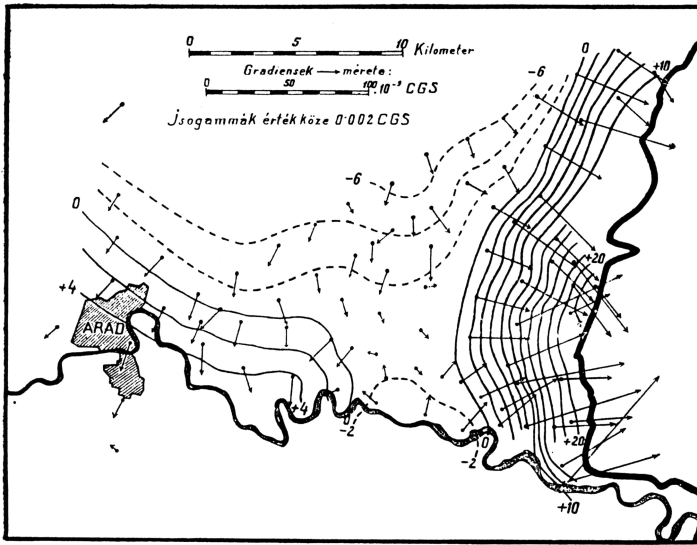 0 5 10 Kilometer
Gradiensek → mérete:
0 50 100 .10⁻⁹ CGS
Jsogammák értékköze 0·002 CGS
0
+10
-6
-6
0
+4
+20
ARAD
+4
0
-2
0
-2
+20
+10